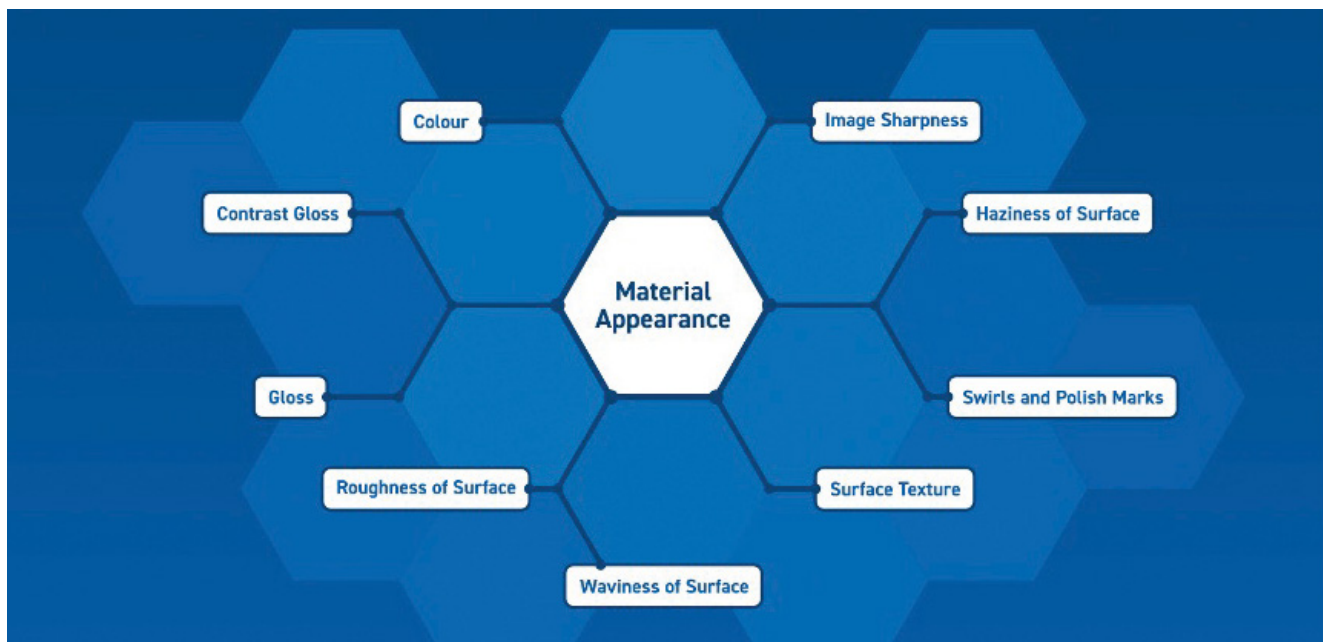 Colour
Image Sharpness
Contrast Gloss
Haziness of Surface
Material
Appearance
Gloss
Swirls and Polish Marks
Roughness of Surface
Surface Texture
Waviness of Surface